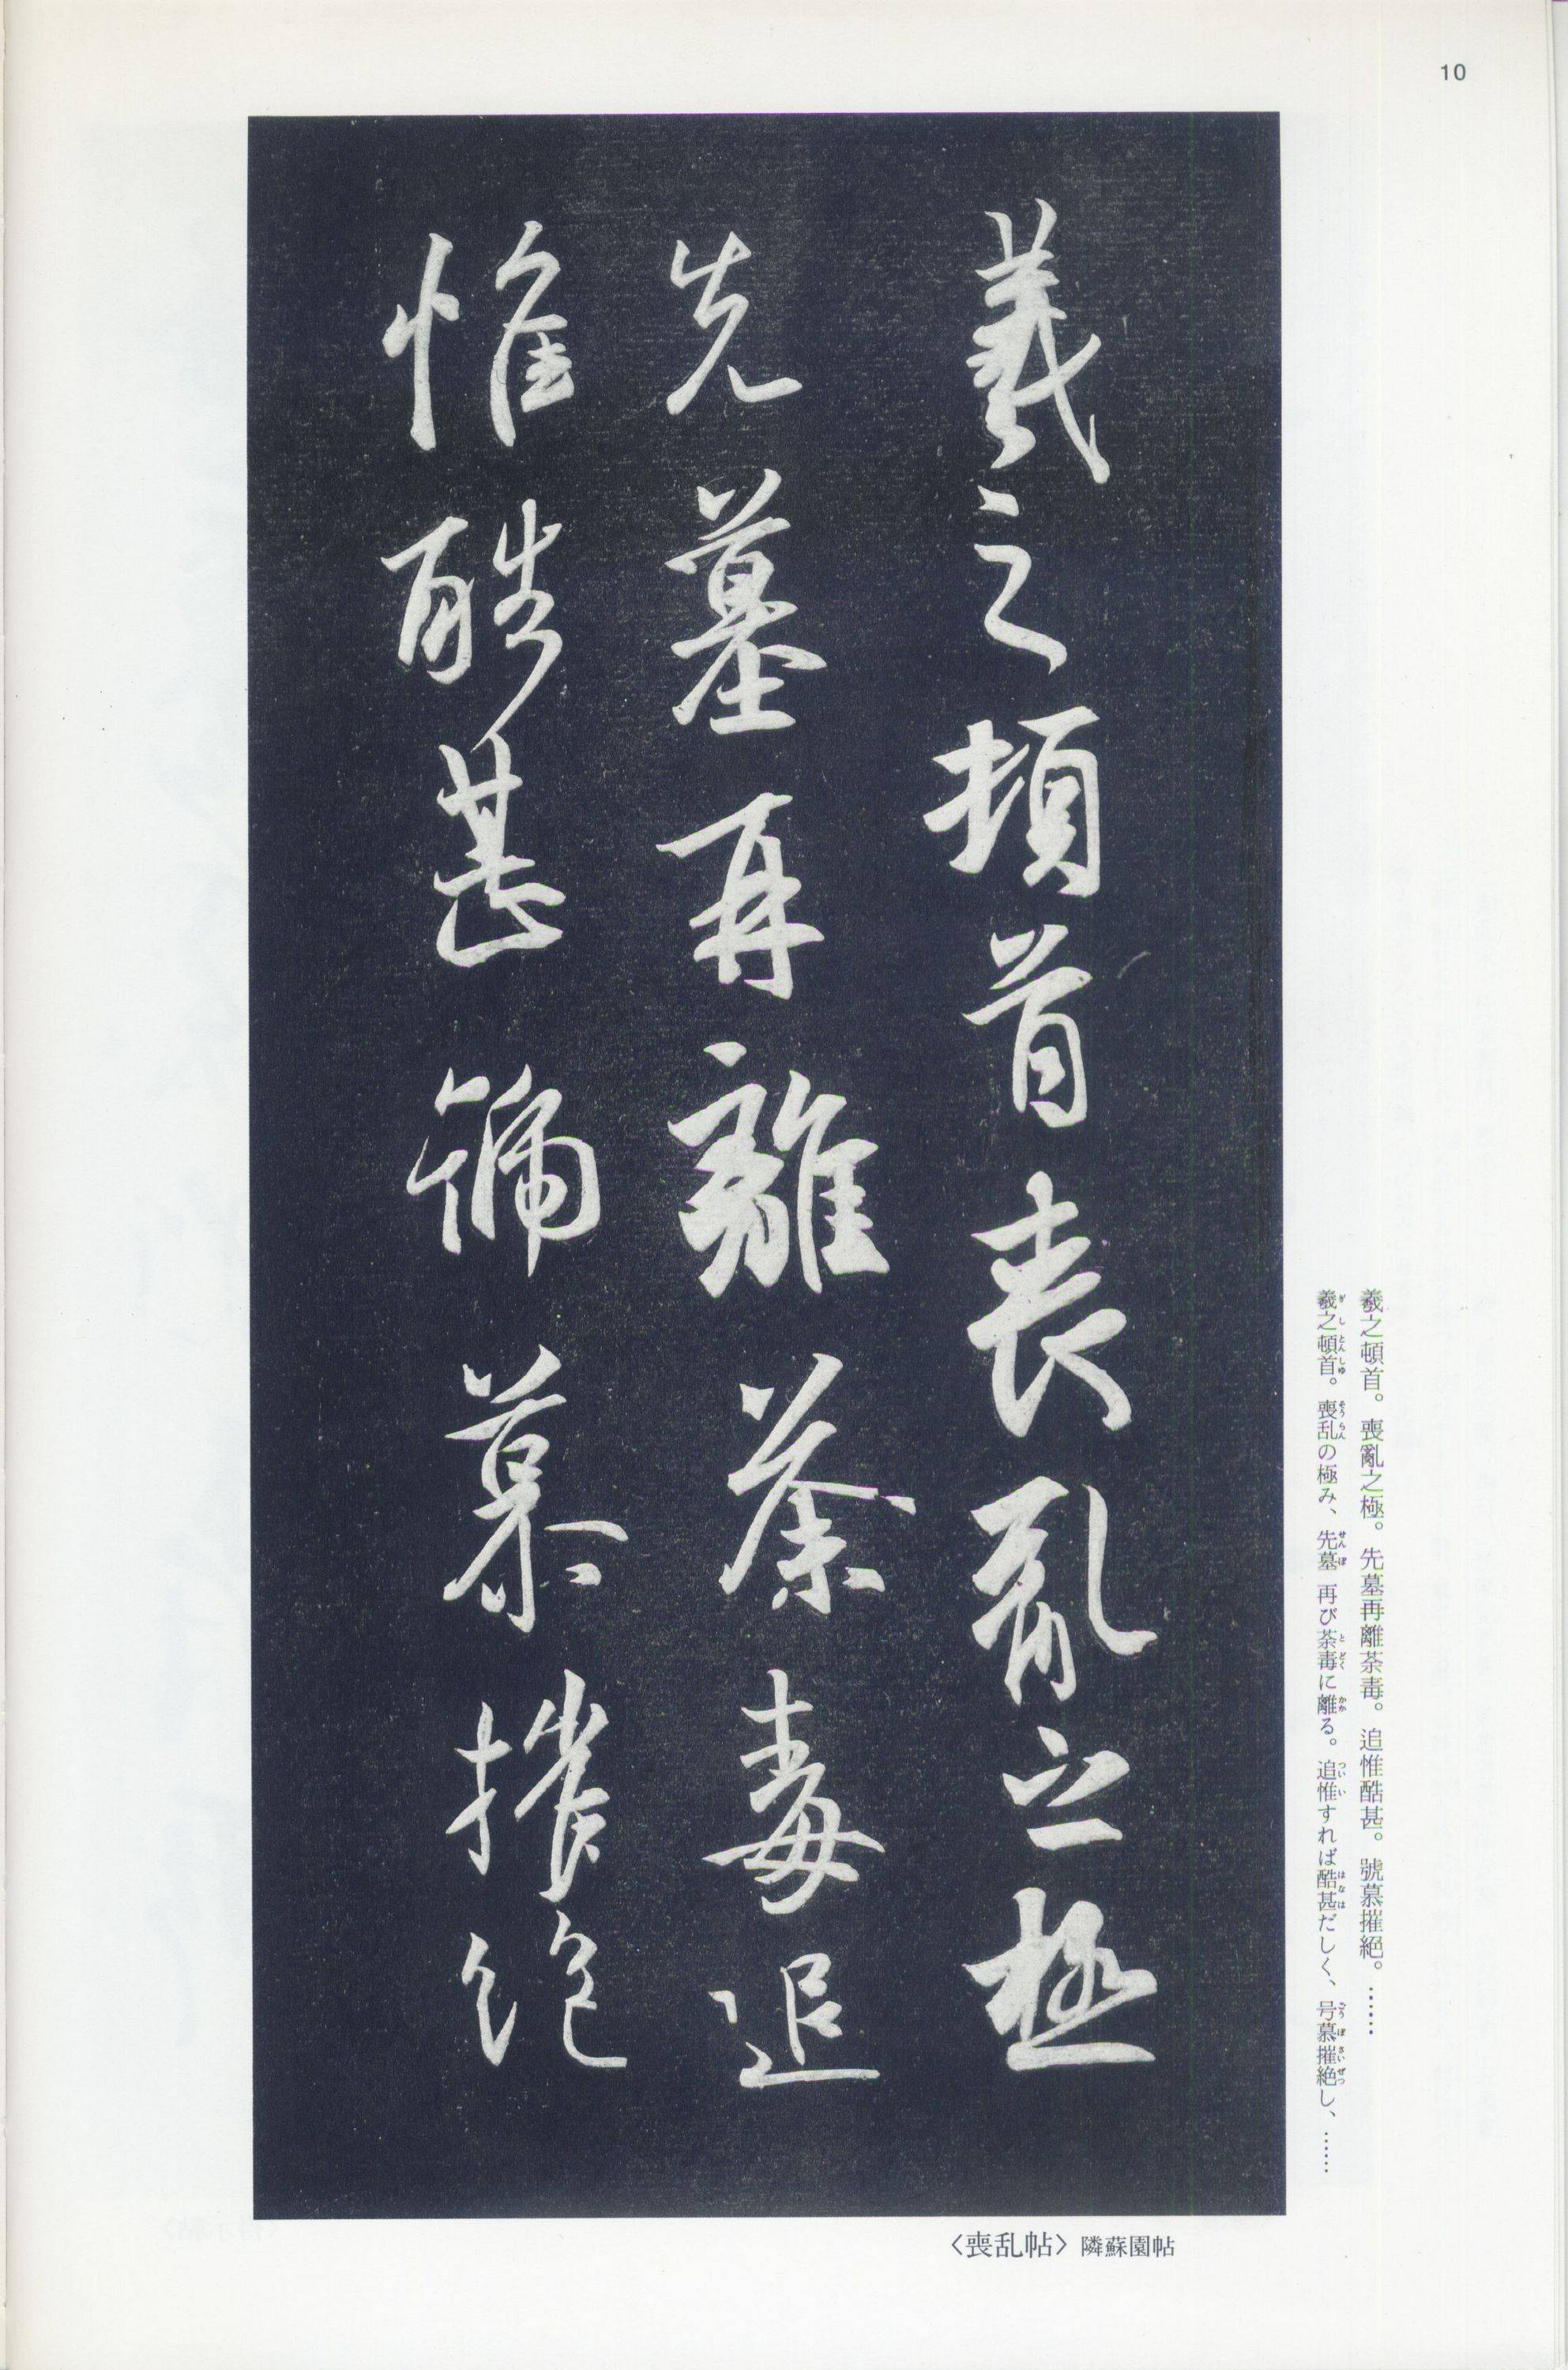 10
羲之頓首喪亂之極
先墓再離荼毒追
惟酷甚號慕摧絕
羲之頓首。喪亂之極。先墓再離荼毒。追惟酷甚。號慕摧絕。……
羲之頓首。喪乱の極み、先墓再び荼毒に離る。追惟すれば酷甚だしく、号慕摧絶し、……
〈喪乱帖〉隣蘇園帖